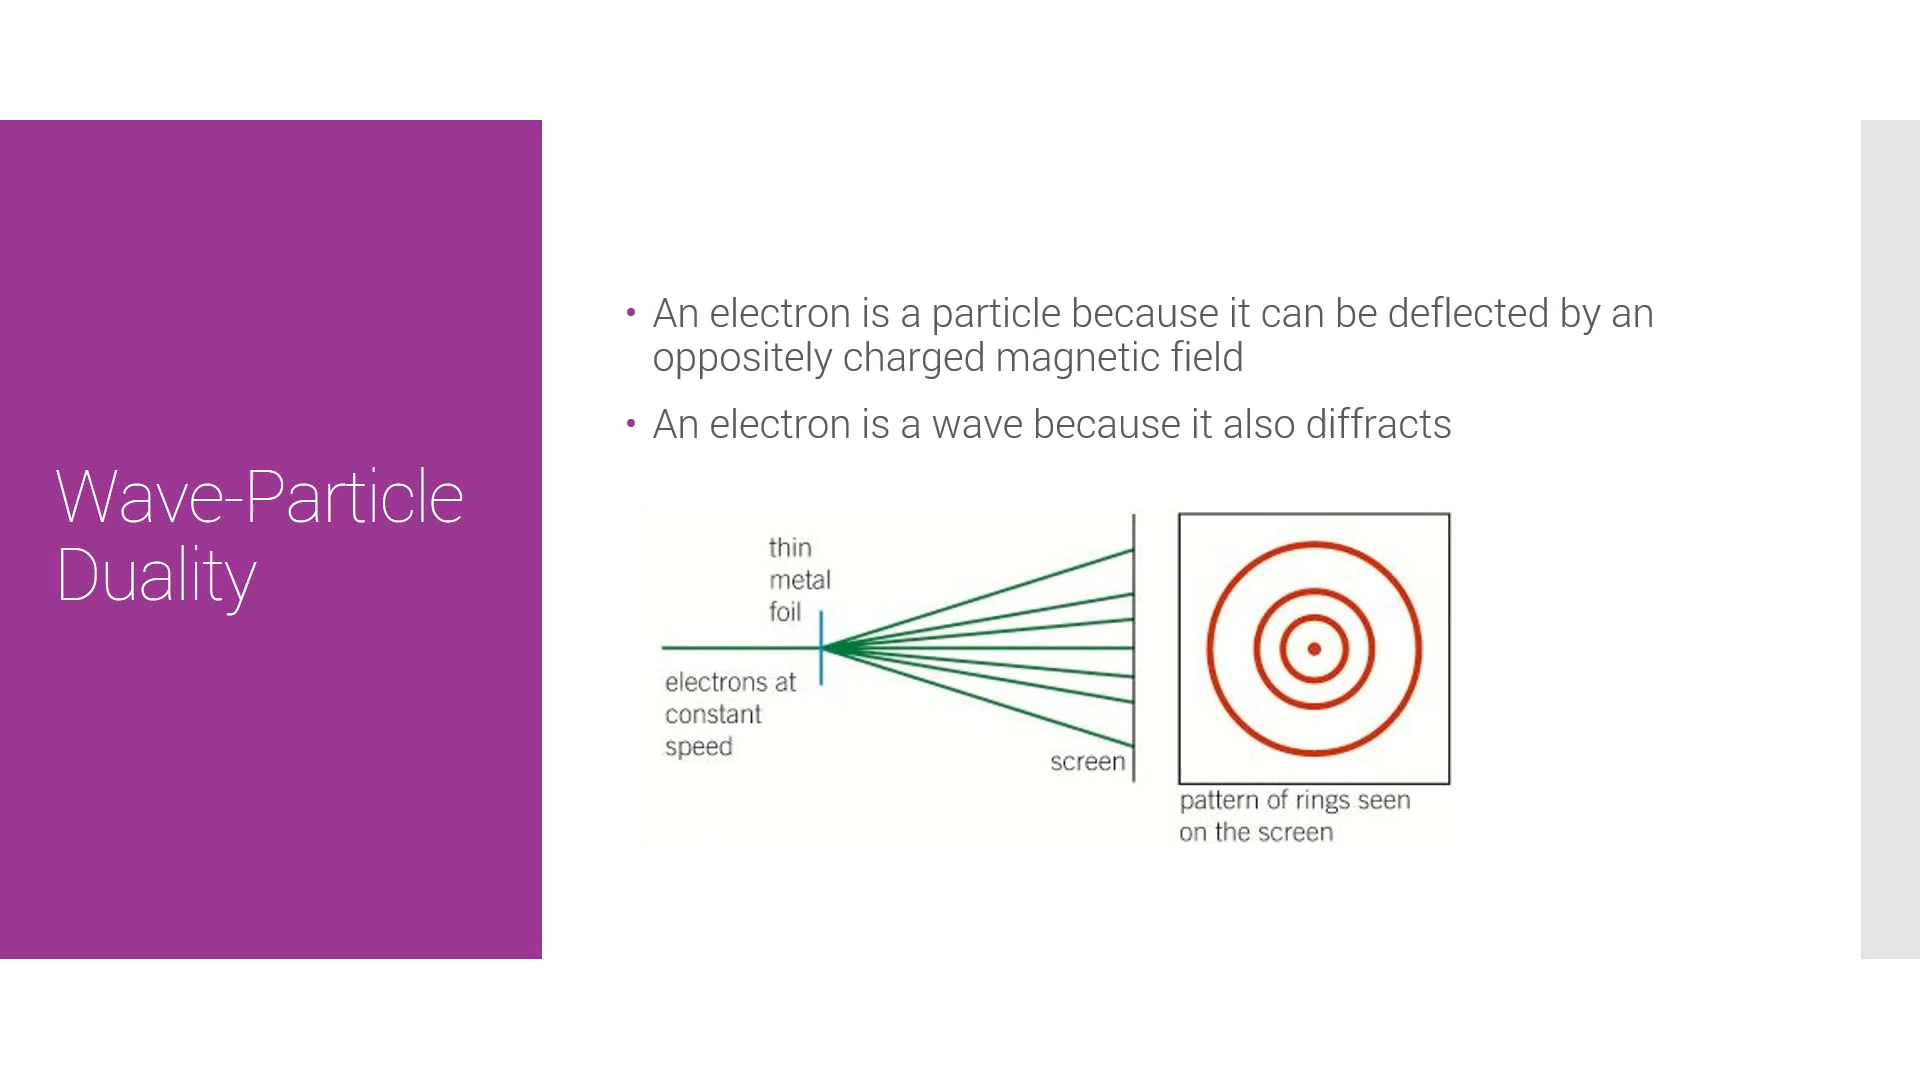 Wave-Particle
Duality
• An electron is a particle because it can be deflected by an
oppositely charged magnetic field
• An electron is a wave because it also diffracts
thin
metal
foil
electrons at
constant
speed
screen
pattern of rings seen
on the screen